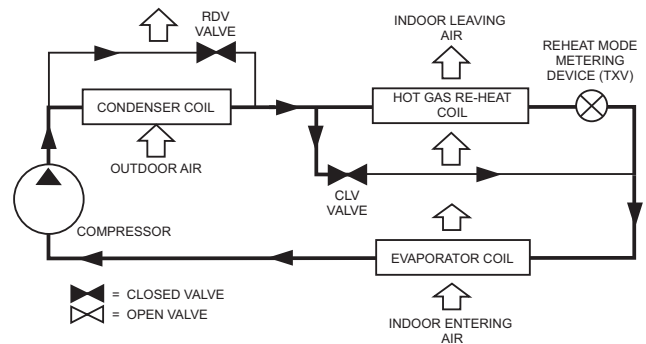 RDV
VALVE
INDOOR LEAVING
AIR
REHEAT MODE
METERING
DEVICE (TXV)
CONDENSER COIL
HOT GAS RE-HEAT
COIL
OUTDOOR AIR
CLV
VALVE
COMPRESSOR
EVAPORATOR COIL
= CLOSED VALVE
= OPEN VALVE
INDOOR ENTERING
AIR